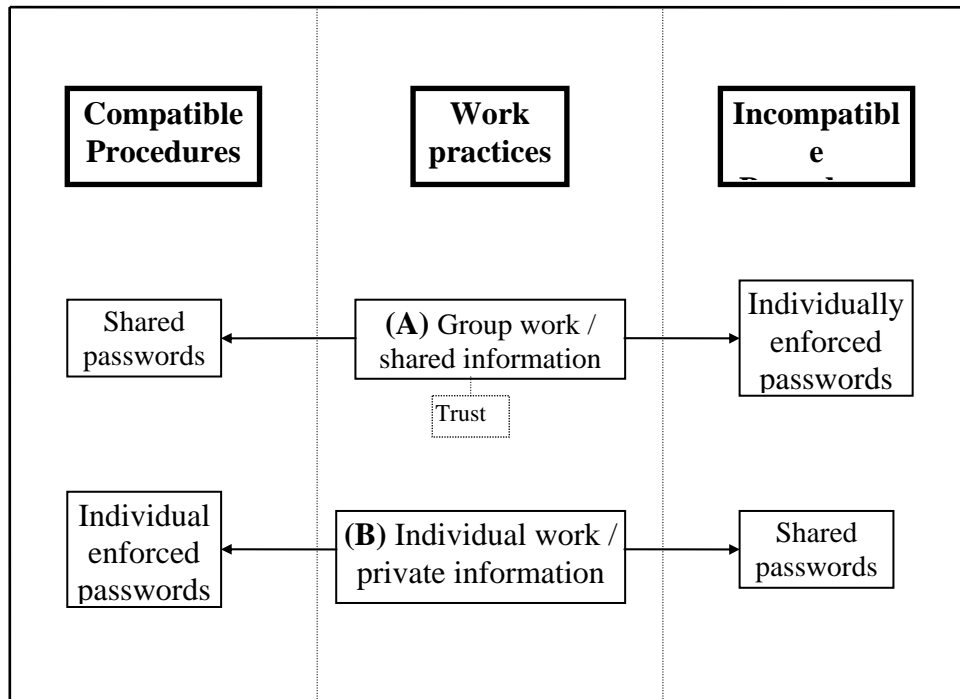 Compatible
Procedures
Work
practices
Incompatibl
e
Shared
passwords
(A) Group work /
shared information
Individually
enforced
passwords
Trust
Individual
enforced
passwords
(B) Individual work /
private information
Shared
passwords